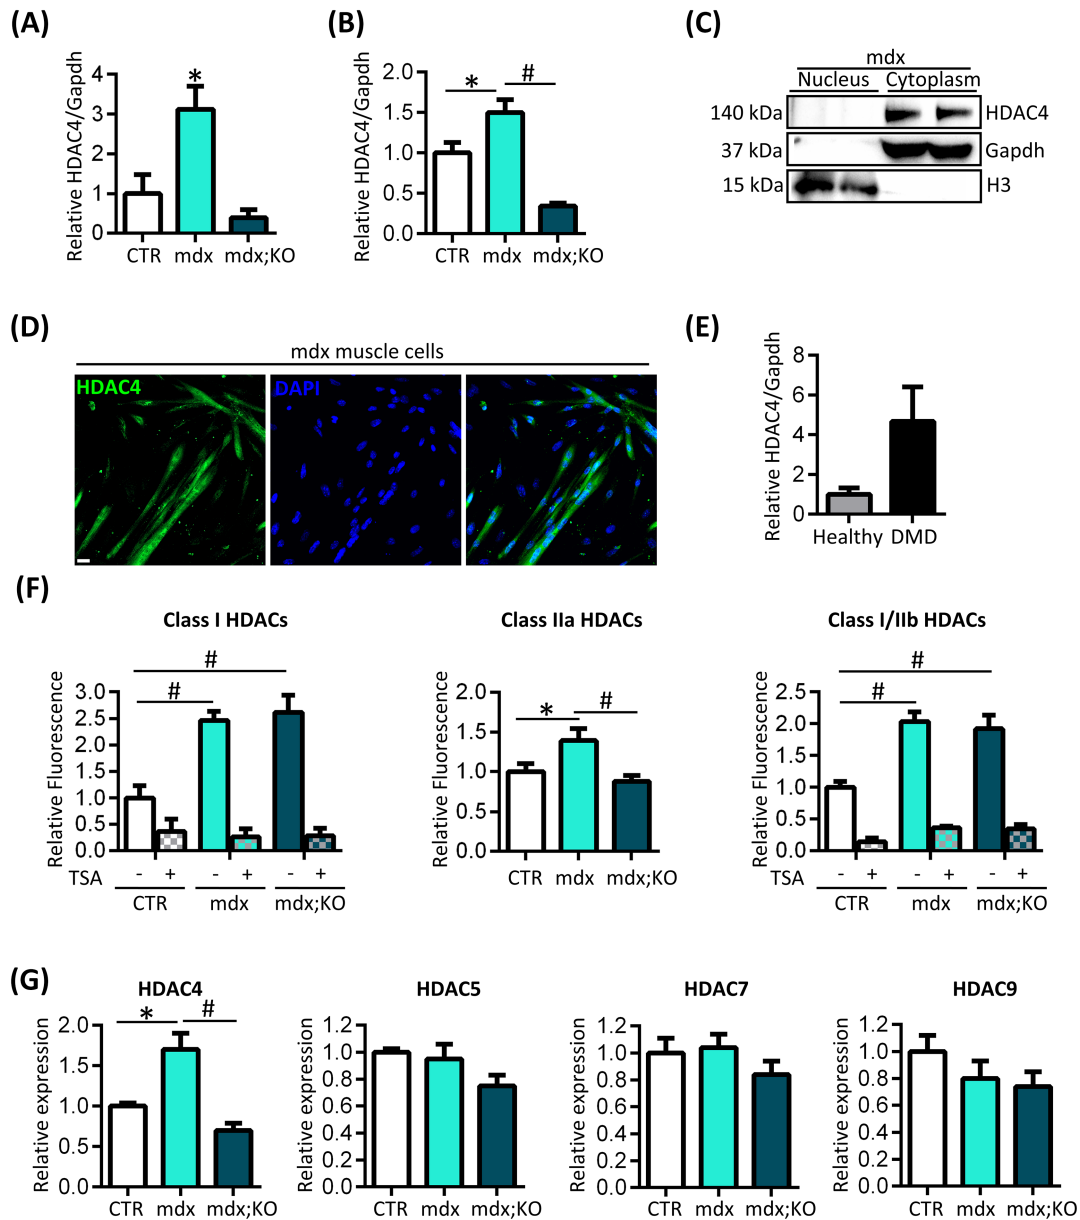 (A)
Relative HDAC4/Gapdh
4
3
2
1
0
*
CTR mdx mdx;KO
(B)
Relative HDAC4/Gapdh
2.0
1.5
1.0
0.5
0.0
* #
CTR mdx mdx;KO
(C)
mdx
Nucleus Cytoplasm
140 kDa HDAC4
37 kDa Gapdh
15 kDa H3
(D)
mdx muscle cells
HDAC4 DAPI
(E)
Relative HDAC4/Gapdh
8
6
4
2
0
Healthy DMD
(F)
Class I HDACs
Relative Fluorescence
3.0
2.5
2.0
1.5
1.0
0.5
0.0
#
#
TSA - + - + - +
CTR mdx mdx;KO
Class IIa HDACs
Relative Fluorescence
2.0
1.5
1.0
0.5
0.0
* #
CTR mdx mdx;KO
Class I/IIb HDACs
Relative Fluorescence
2.5
2.0
1.5
1.0
0.5
0.0
#
#
TSA - + - + - +
CTR mdx mdx;KO
(G)
HDAC4
Relative expression
2.0
1.5
1.0
0.5
0.0
* #
CTR mdx mdx;KO
HDAC5
Relative expression
1.2
1.0
0.8
0.6
0.4
0.2
0.0
CTR mdx mdx;KO
HDAC7
Relative expression
1.2
1.0
0.8
0.6
0.4
0.2
0.0
CTR mdx mdx;KO
HDAC9
Relative expression
1.2
1.0
0.8
0.6
0.4
0.2
0.0
CTR mdx mdx;KO